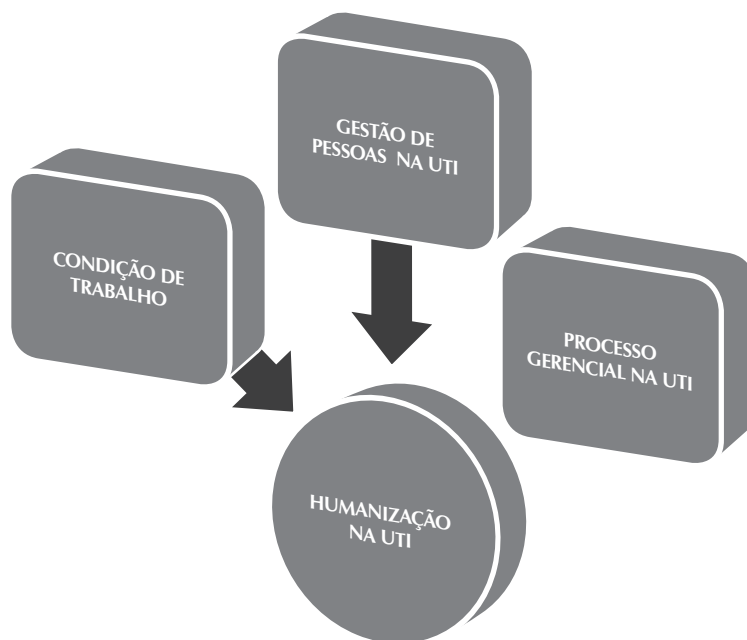 GESTÃO DE
PESSOAS NA UTI
CONDIÇÃO DE
TRABALHO
PROCESSO
GERENCIAL NA UTI
HUMANIZAÇÃO
NA UTI